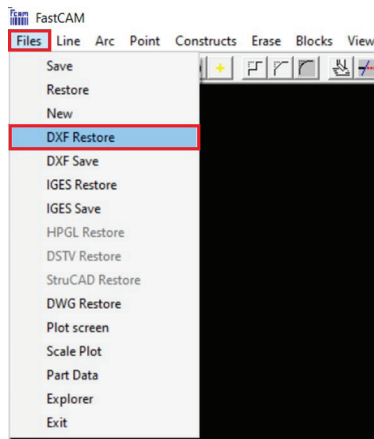 FastCAM
Files Line Arc Point Constructs Erase Blocks View
Save
Restore
New
DXF Restore
DXF Save
IGES Restore
IGES Save
HPGL Restore
DSTV Restore
StruCAD Restore
DWG Restore
Plot screen
Scale Plot
Part Data
Explorer
Exit